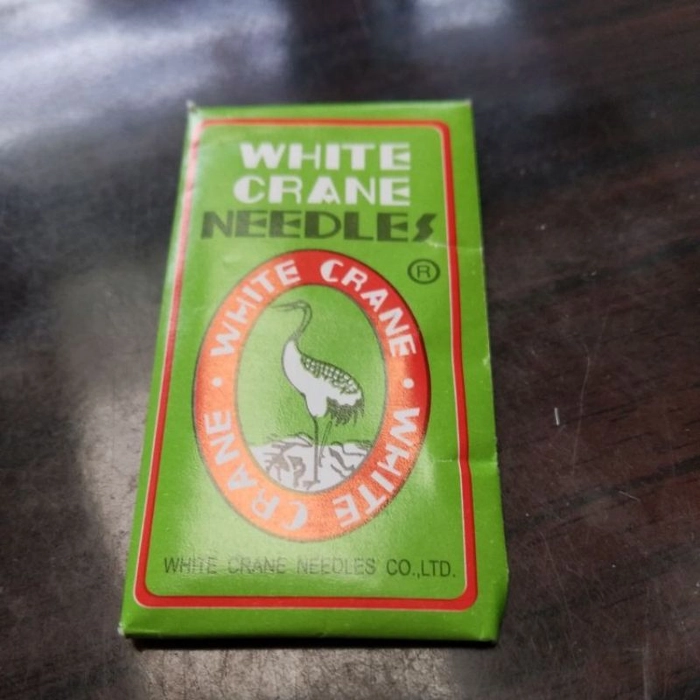 WHITE
CRANE
NEEDLES
®
WHITE CRANE • WHITE CRANE •
WHITE CRANE NEEDLES CO.,LTD.